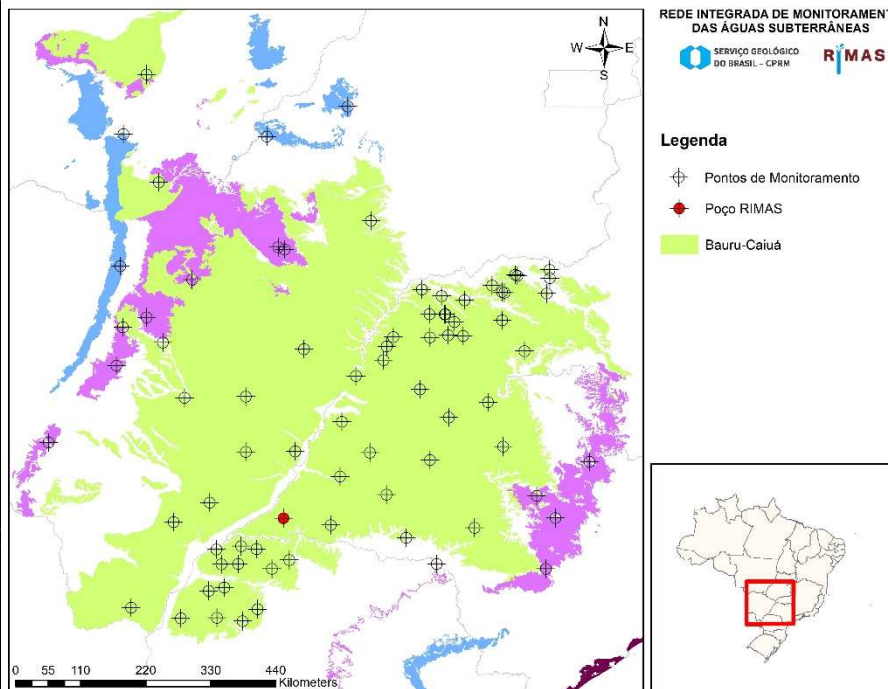 REDE INTEGRADA DE MONITORAMENT
DAS ÁGUAS SUBTERRÂNEAS
SERVIÇO GEOLÓGICO
DO BRASIL - CPRM
RIMAS
N
W E
S
Legenda
Pontos de Monitoramento
Poço RIMAS
Bauru-Caiuá
0 55 110 220 330 440
Kilometers